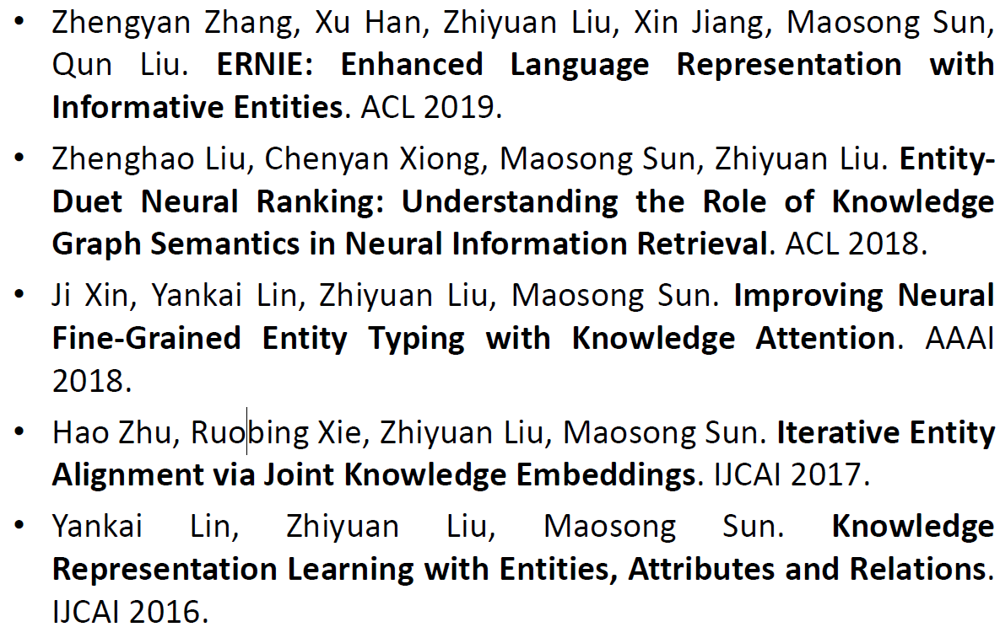 • Zhengyan Zhang, Xu Han, Zhiyuan Liu, Xin Jiang, Maosong Sun,
Qun Liu. ERNIE: Enhanced Language Representation with
Informative Entities. ACL 2019.
• Zhenghao Liu, Chenyan Xiong, Maosong Sun, Zhiyuan Liu. Entity-
Duet Neural Ranking: Understanding the Role of Knowledge
Graph Semantics in Neural Information Retrieval. ACL 2018.
• Ji Xin, Yankai Lin, Zhiyuan Liu, Maosong Sun. Improving Neural
Fine-Grained Entity Typing with Knowledge Attention. AAAI
2018.
• Hao Zhu, Ruobing Xie, Zhiyuan Liu, Maosong Sun. Iterative Entity
Alignment via Joint Knowledge Embeddings. IJCAI 2017.
• Yankai Lin, Zhiyuan Liu, Maosong Sun. Knowledge
Representation Learning with Entities, Attributes and Relations.
IJCAI 2016.